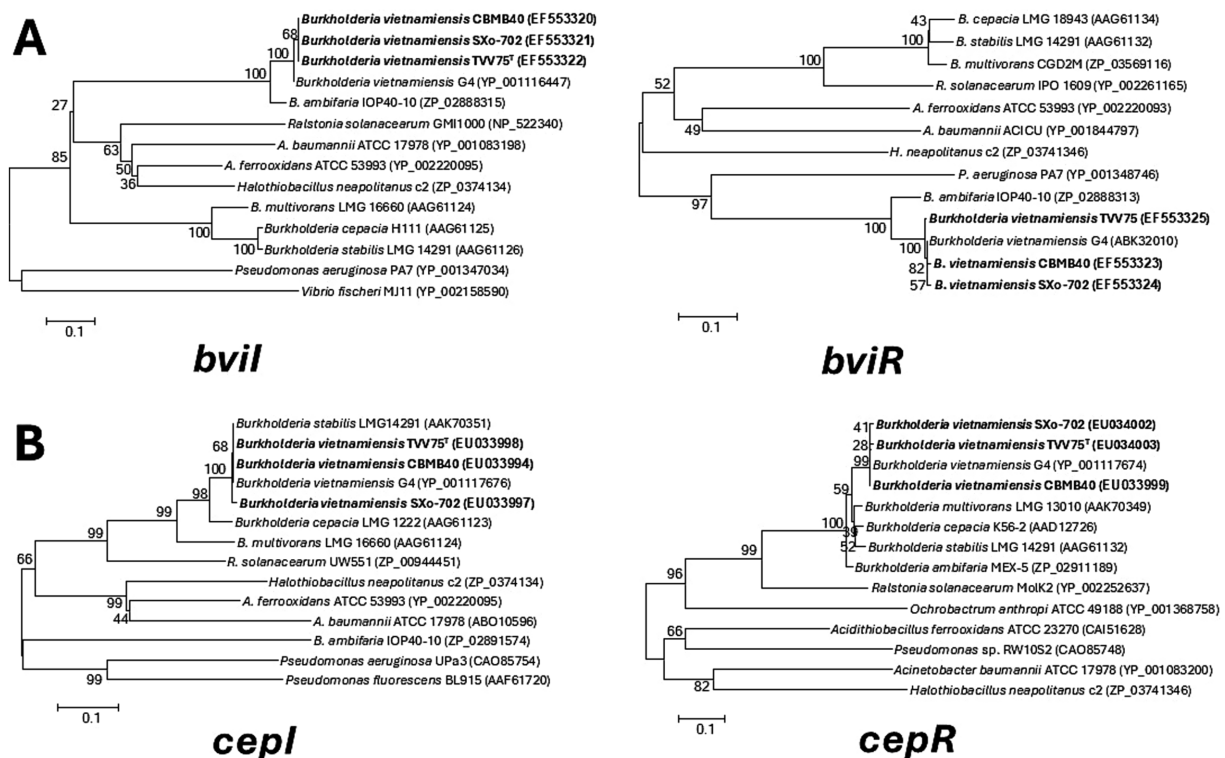 A
68
Burkholderia vietnamiensis CBMB40 (EF553320)
Burkholderia vietnamiensis SXo-702 (EF553321)
100
Burkholderia vietnamiensis TVV75ᵀ (EF553322)
100
Burkholderia vietnamiensis G4 (YP_001116447)
B. ambifaria IOP40-10 (ZP_02888315)
27
Ralstonia solanacearum GMI1000 (NP_522340)
63
A. baumannii ATCC 17978 (YP_001083198)
85
50
A. ferrooxidans ATCC 53993 (YP_002220095)
36
Halothiobacillus neapolitanus c2 (ZP_0374134)
B. multivorans LMG 16660 (AAG61124)
100
Burkholderia cepacia H111 (AAG61125)
100
Burkholderia stabilis LMG 14291 (AAG61126)
Pseudomonas aeruginosa PA7 (YP_001347034)
Vibrio fischeri MJ11 (YP_002158590)
0.1
bviI
43
B. cepacia LMG 18943 (AAG61134)
100
B. stabilis LMG 14291 (AAG61132)
100
B. multivorans CGD2M (ZP_03569116)
R. solanacearum IPO 1609 (YP_002261165)
52
A. ferrooxidans ATCC 53993 (YP_002220093)
49
A. baumannii ACICU (YP_001844797)
H. neapolitanus c2 (ZP_03741346)
P. aeruginosa PA7 (YP_001348746)
97
B. ambifaria IOP40-10 (ZP_02888313)
100
Burkholderia vietnamiensis TVV75 (EF553325)
100
Burkholderia vietnamiensis G4 (ABK32010)
82
B. vietnamiensis CBMB40 (EF553323)
57
B. vietnamiensis SXo-702 (EF553324)
0.1
bviR
B
Burkholderia stabilis LMG14291 (AAK70351)
68
Burkholderia vietnamiensis TVV75ᵀ (EU033998)
100
Burkholderia vietnamiensis CBMB40 (EU033994)
Burkholderia vietnamiensis G4 (YP_001117676)
98
Burkholderia vietnamiensis SXo-702 (EU033997)
99
Burkholderia cepacia LMG 1222 (AAG61123)
99
B. multivorans LMG 16660 (AAG61124)
R. solanacearum UW551 (ZP_00944451)
66
Halothiobacillus neapolitanus c2 (ZP_0374134)
99
A. ferrooxidans ATCC 53993 (YP_002220095)
44
A. baumannii ATCC 17978 (ABO10596)
B. ambifaria IOP40-10 (ZP_02891574)
Pseudomonas aeruginosa UPa3 (CAO85754)
99
Pseudomonas fluorescens BL915 (AAF61720)
0.1
cepI
41
Burkholderia vietnamiensis SXo-702 (EU034002)
28
Burkholderia vietnamiensis TVV75ᵀ (EU034003)
99
Burkholderia vietnamiensis G4 (YP_001117674)
Burkholderia vietnamiensis CBMB40 (EU033999)
59
Burkholderia multivorans LMG 13010 (AAK70349)
100
Burkholderia cepacia K56-2 (AAD12726)
39
52
Burkholderia stabilis LMG 14291 (AAG61132)
99
Burkholderia ambifaria MEX-5 (ZP_02911189)
96
Ralstonia solanacearum MolK2 (YP_002252637)
Ochrobactrum anthropi ATCC 49188 (YP_001368758)
66
Acidithiobacillus ferrooxidans ATCC 23270 (CAI51628)
Pseudomonas sp. RW10S2 (CAO85748)
Acinetobacter baumannii ATCC 17978 (YP_001083200)
82
Halothiobacillus neapolitanus c2 (ZP_03741346)
0.1
cepR